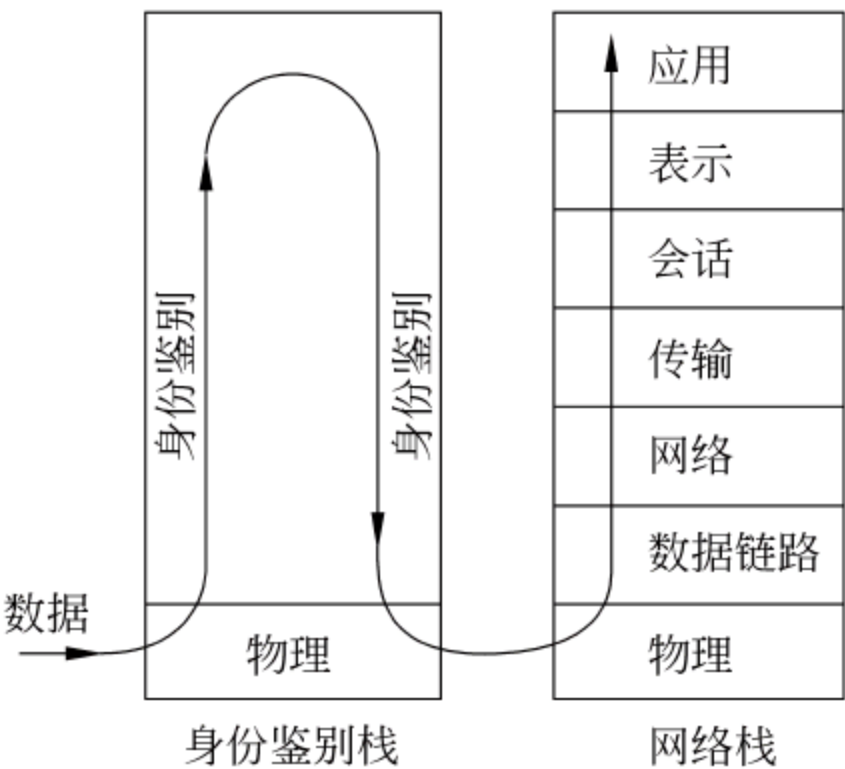 应用
表示
会话
传输
网络
数据链路
物理
身份鉴别
身份鉴别
数据
物理
身份鉴别栈
网络栈